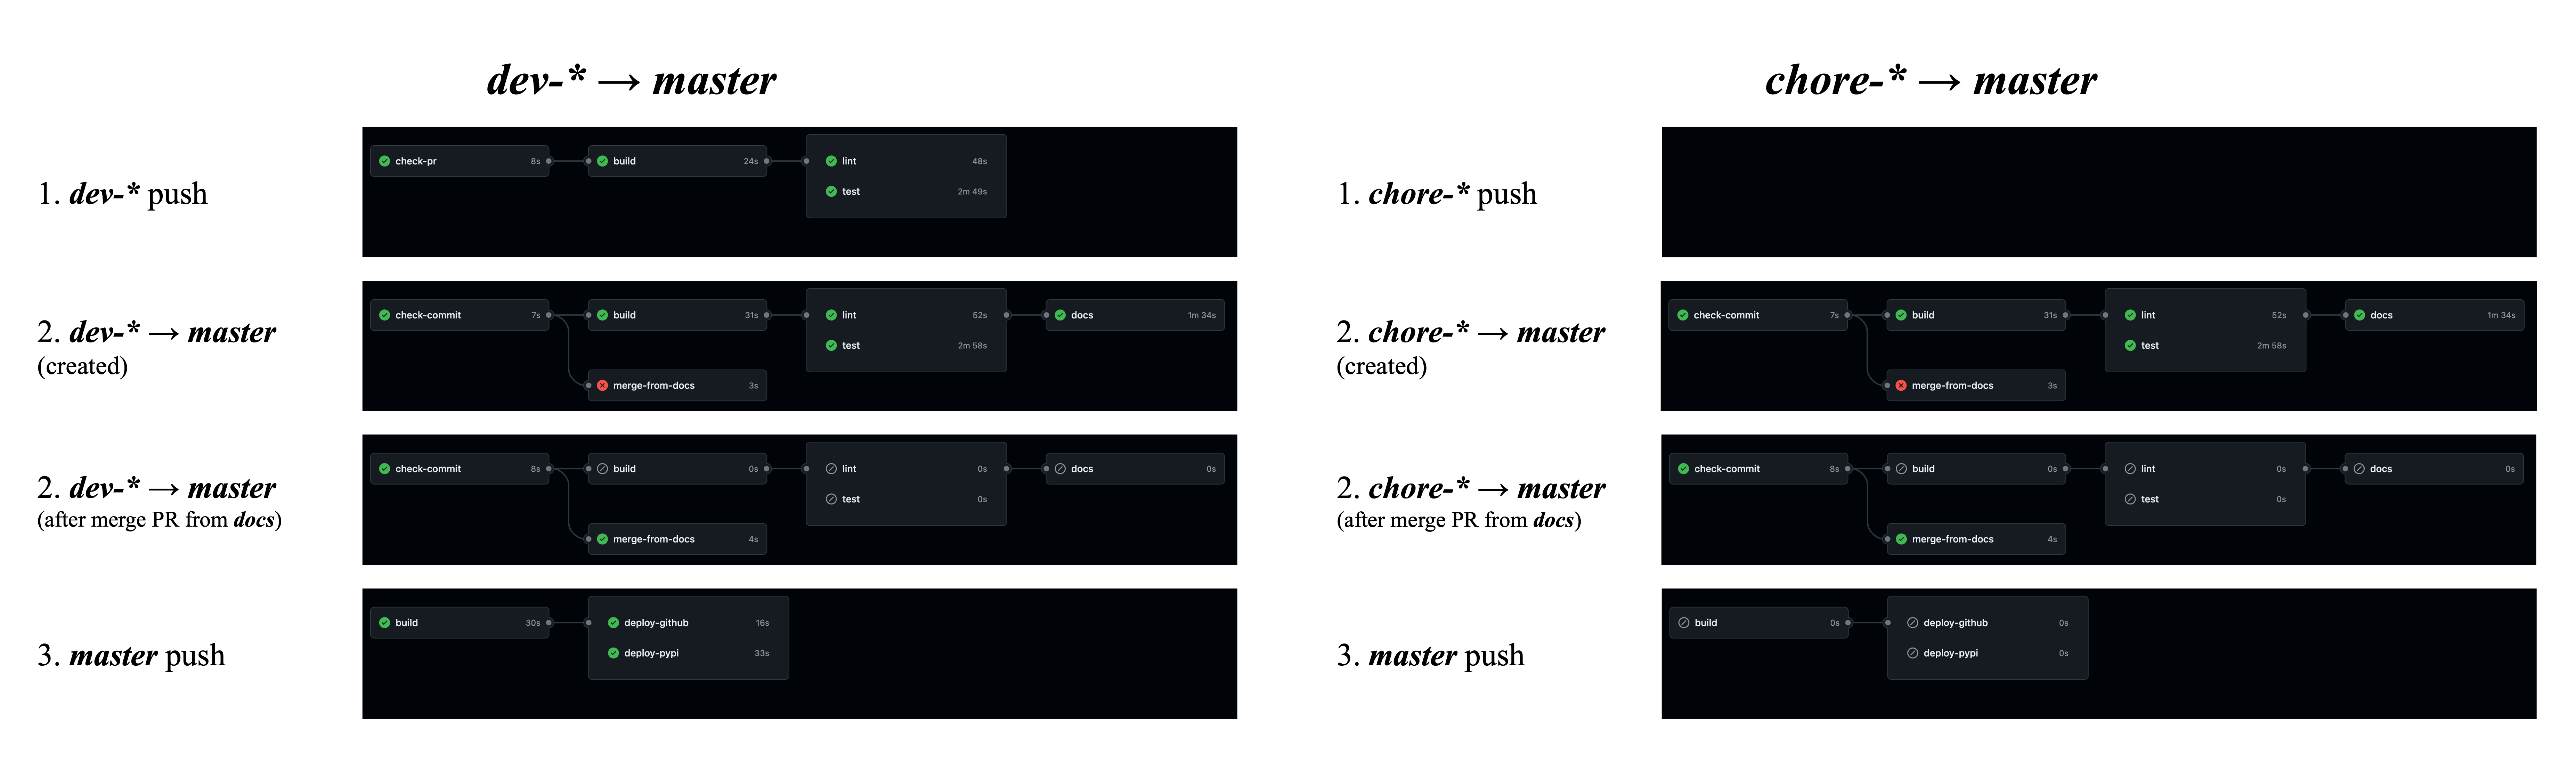 dev-* → master
1. dev-* push
check-pr 8s
build 24s
lint 48s
test 2m 49s
2. dev-* → master
(created)
check-commit 7s
build 31s
lint 52s
test 2m 58s
docs 1m 34s
merge-from-docs 3s
2. dev-* → master
(after merge PR from docs)
check-commit 8s
build 0s
lint 0s
test 0s
docs 0s
merge-from-docs 4s
3. master push
build 30s
deploy-github 16s
deploy-pypi 33s
chore-* → master
1. chore-* push
2. chore-* → master
(created)
check-commit 7s
build 31s
lint 52s
test 2m 58s
docs 1m 34s
merge-from-docs 3s
2. chore-* → master
(after merge PR from docs)
check-commit 8s
build 0s
lint 0s
test 0s
docs 0s
merge-from-docs 4s
3. master push
build 0s
deploy-github 0s
deploy-pypi 0s